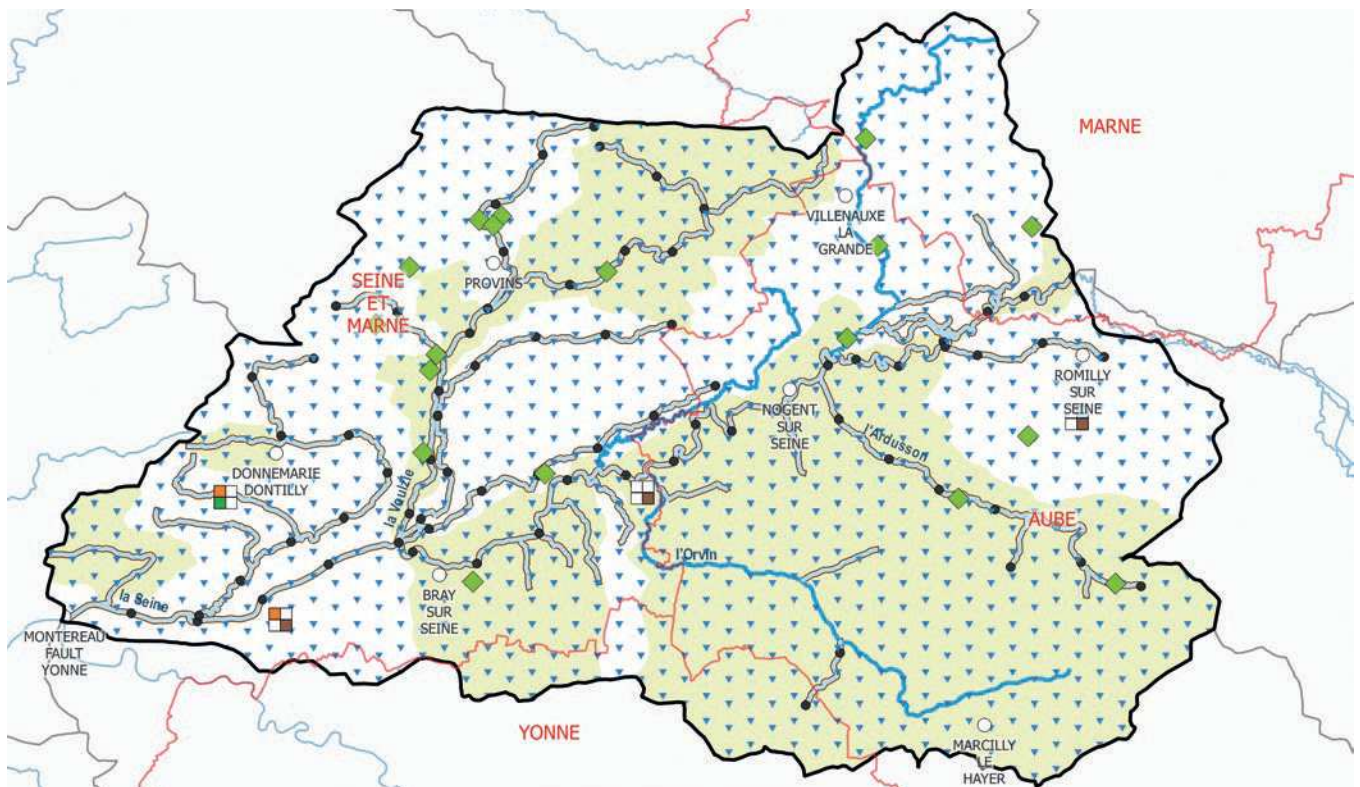 MARNE
VILLENAUXE
LA
GRANDE
PROVINS
SEINE
ET
MARNE
ROMILLY
SUR
SEINE
NOGENT
SUR
SEINE
l'Ardusson
DONNEMARIE
DONTILLY
la Voulzie
AUBE
l'Orvin
BRAY
SUR
SEINE
la Seine
MONTEREAU
FAULT
YONNE
YONNE
MARCILLY
LE
HAYER